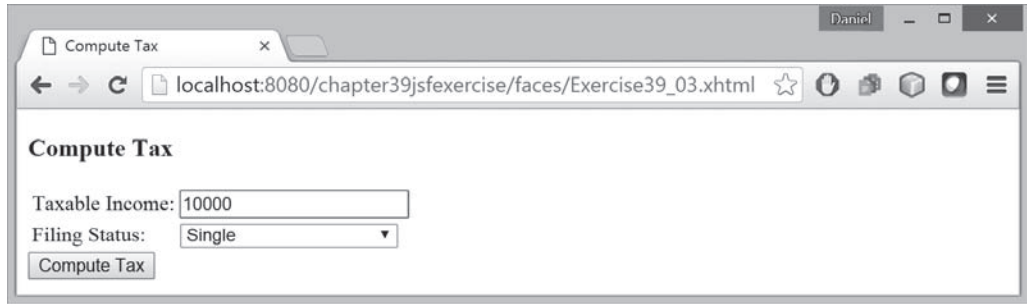 Daniel
Compute Tax
localhost:8080/chapter39jsfexercise/faces/Exercise39_03.xhtml
Compute Tax
Taxable Income: 10000
Filing Status: Single
Compute Tax